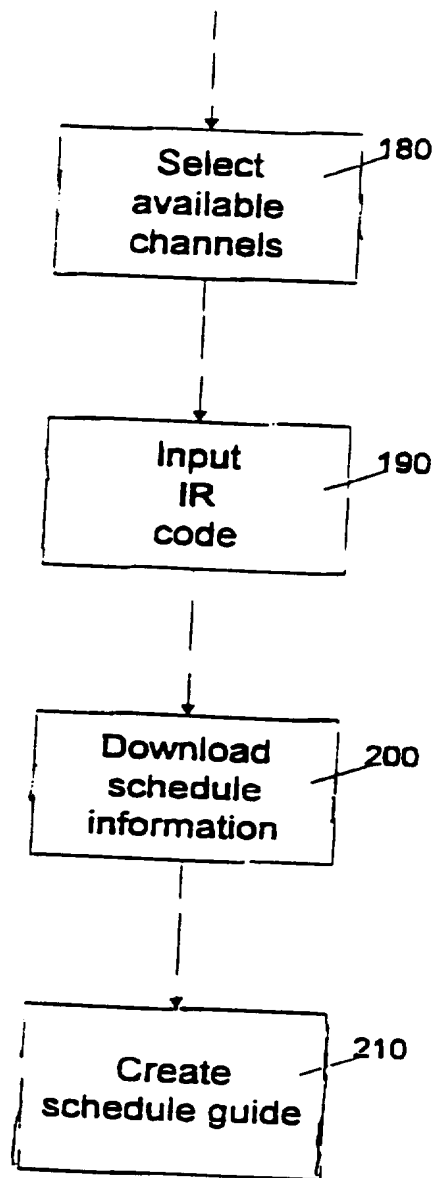 180
Select
available
channels
190
Input
IR
code
200
Download
schedule
information
210
Create
schedule guide